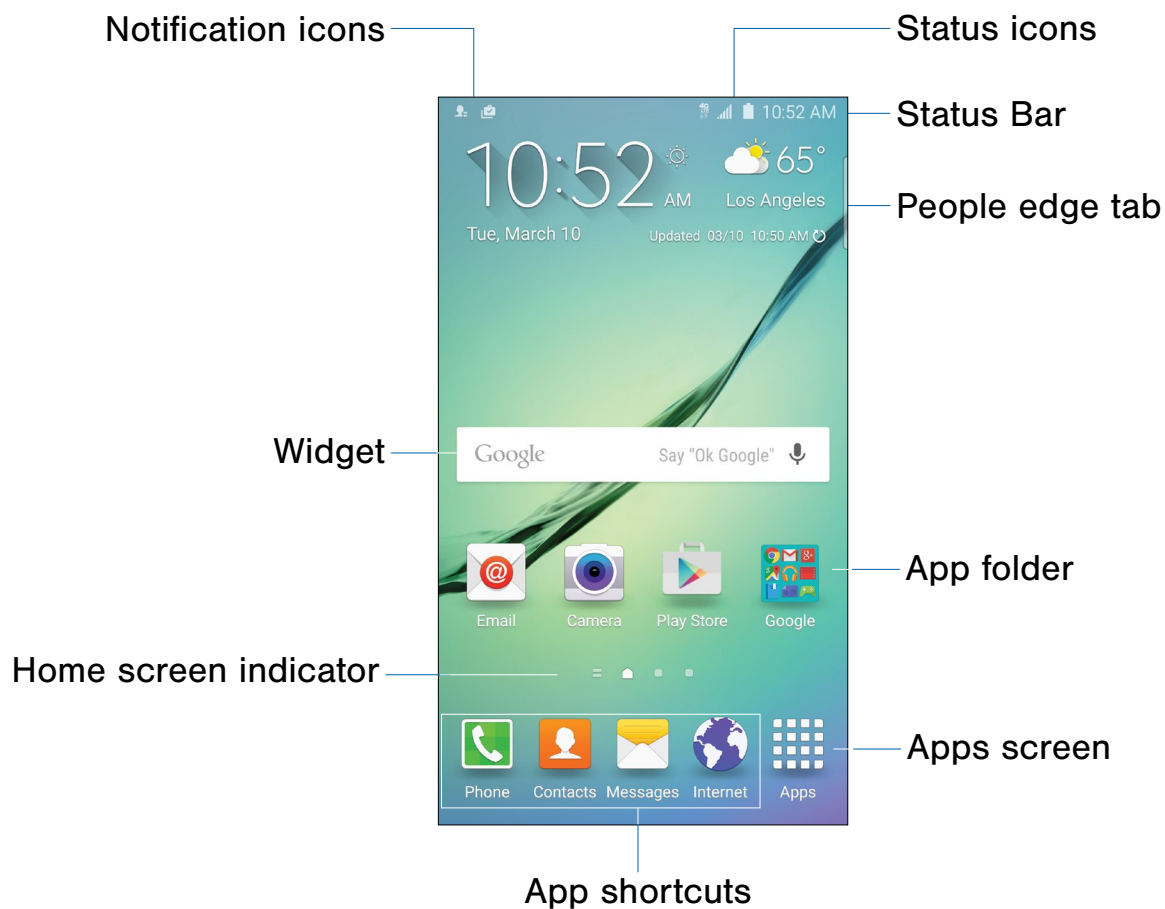 Notification icons
Status icons
10:52 AM
Status Bar
10:52
AM
65°
Los Angeles
People edge tab
Tue, March 10
Updated 03/10 10:50 AM
Widget
Google
Say "Ok Google"
App folder
Email
Camera
Play Store
Google
Home screen indicator
Apps screen
Phone
Contacts
Messages
Internet
Apps
App shortcuts